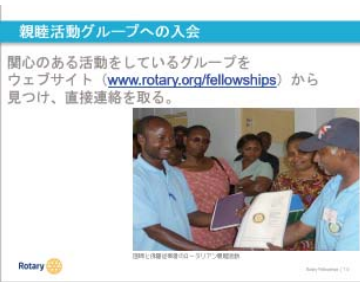 親睦活動グループへの入会
関心のある活動をしているグループを
ウェブサイト（www.rotary.org/fellowships）から
見つけ、直接連絡を取る。
Rotary